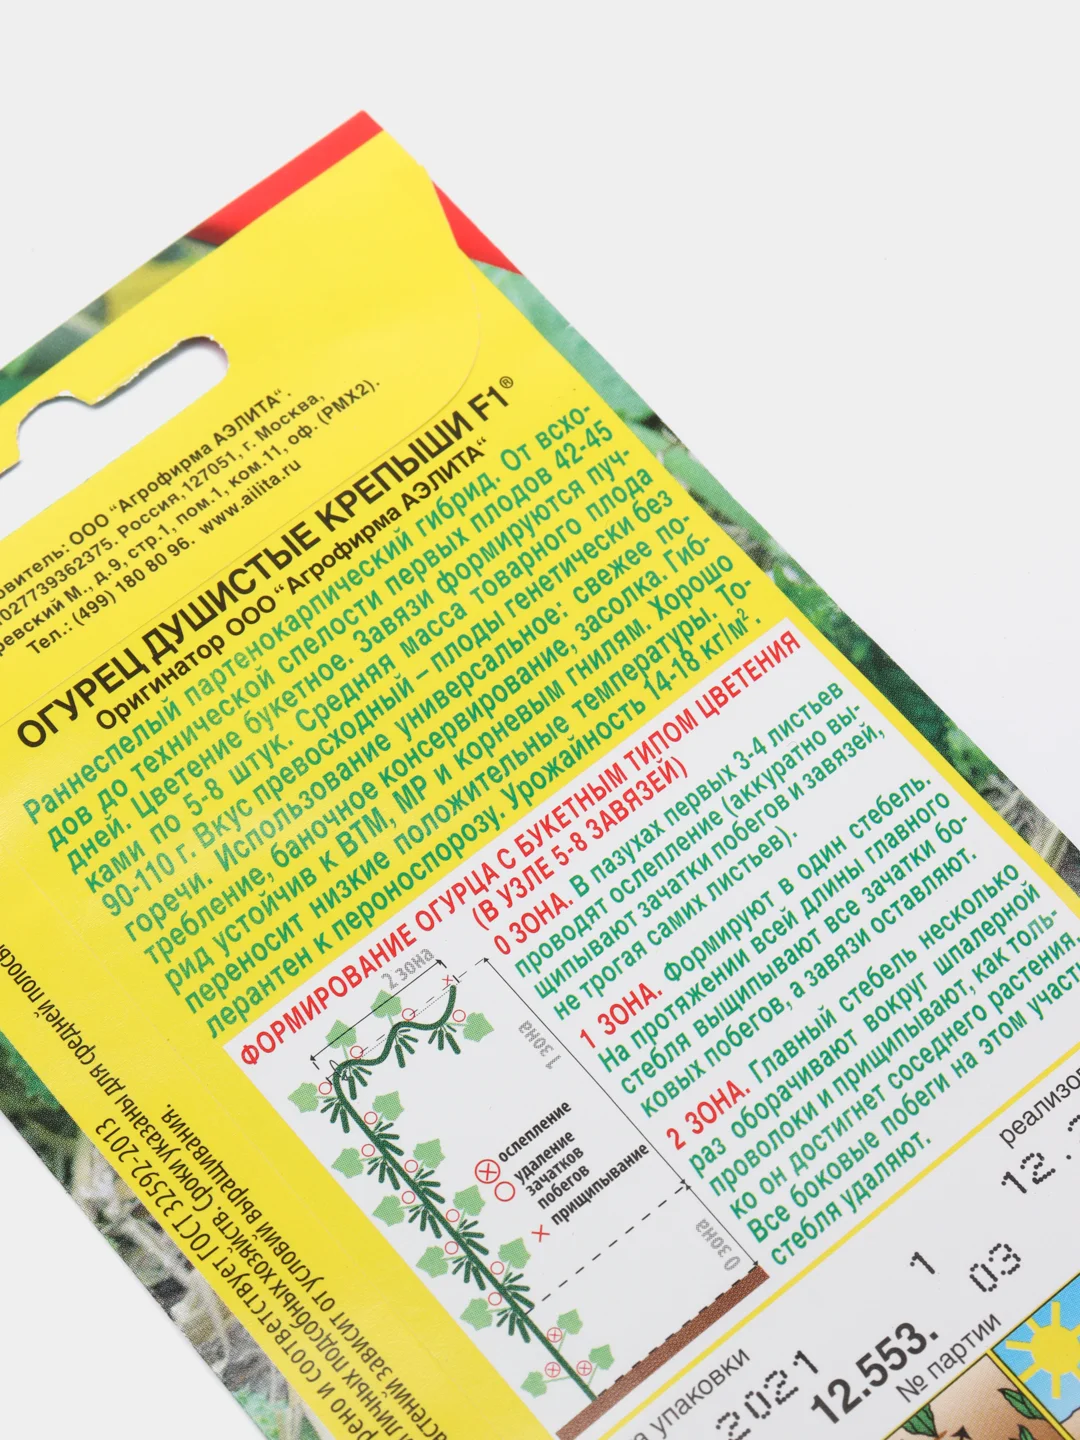 ООО “Агрофирма АЭЛИТА“.
Россия, 127051, г. Москва,
М., д.9, стр.1, пом.1, ком.11, оф. (РМХ2).
Тел.: (499) 180 80 96. www.ailita.ru
ОГУРЕЦ ДУШИСТЫЕ КРЕПЫШИ F1®
Оригинатор ООО “Агрофирма АЭЛИТА“
Раннеспелый партенокарпический гибрид. От всхо-
дов до технической спелости первых плодов 42-45
дней. Цветение букетное. Завязи формируются пуч-
ками по 5-8 штук. Средняя масса товарного плода
90-110 г. Вкус превосходный – плоды генетически без
горечи. Использование универсальное: свежее по-
требление, баночное консервирование, засолка. Гиб-
рид устойчив к ВТМ, МР и корневым гнилям. Хорошо
переносит низкие положительные температуры. То-
лерантен к пероноспорозу. Урожайность 14-18 кг/м².
ФОРМИРОВАНИЕ ОГУРЦА С БУКЕТНЫМ ТИПОМ ЦВЕТЕНИЯ
(В УЗЛЕ 5-8 ЗАВЯЗЕЙ)
0 ЗОНА. В пазухах первых 3-4 листьев
проводят ослепление (аккуратно вы-
щипывают зачатки побегов и завязей,
не трогая самих листьев).
1 ЗОНА. Формируют в один стебель.
На протяжении всей длины главного
стебля выщипывают все зачатки бо-
ковых побегов, а завязи оставляют.
2 ЗОНА. Главный стебель несколько
раз оборачивают вокруг шпалерной
проволоки и прищипывают, как толь-
ко он достигнет соседнего растения.
Все боковые побеги на этом
стебля удаляют.
2 зона
1 зона
0 зона
ослепление
удаление
зачатков
побегов
прищипывание
и соответствует ГОСТ 32592-2013
личных подсобных хозяйств. (сроки указаны для средней полосы
зависит от условий выращивания.
упаковки
2021
12.553.
№ партии
1
03
12.